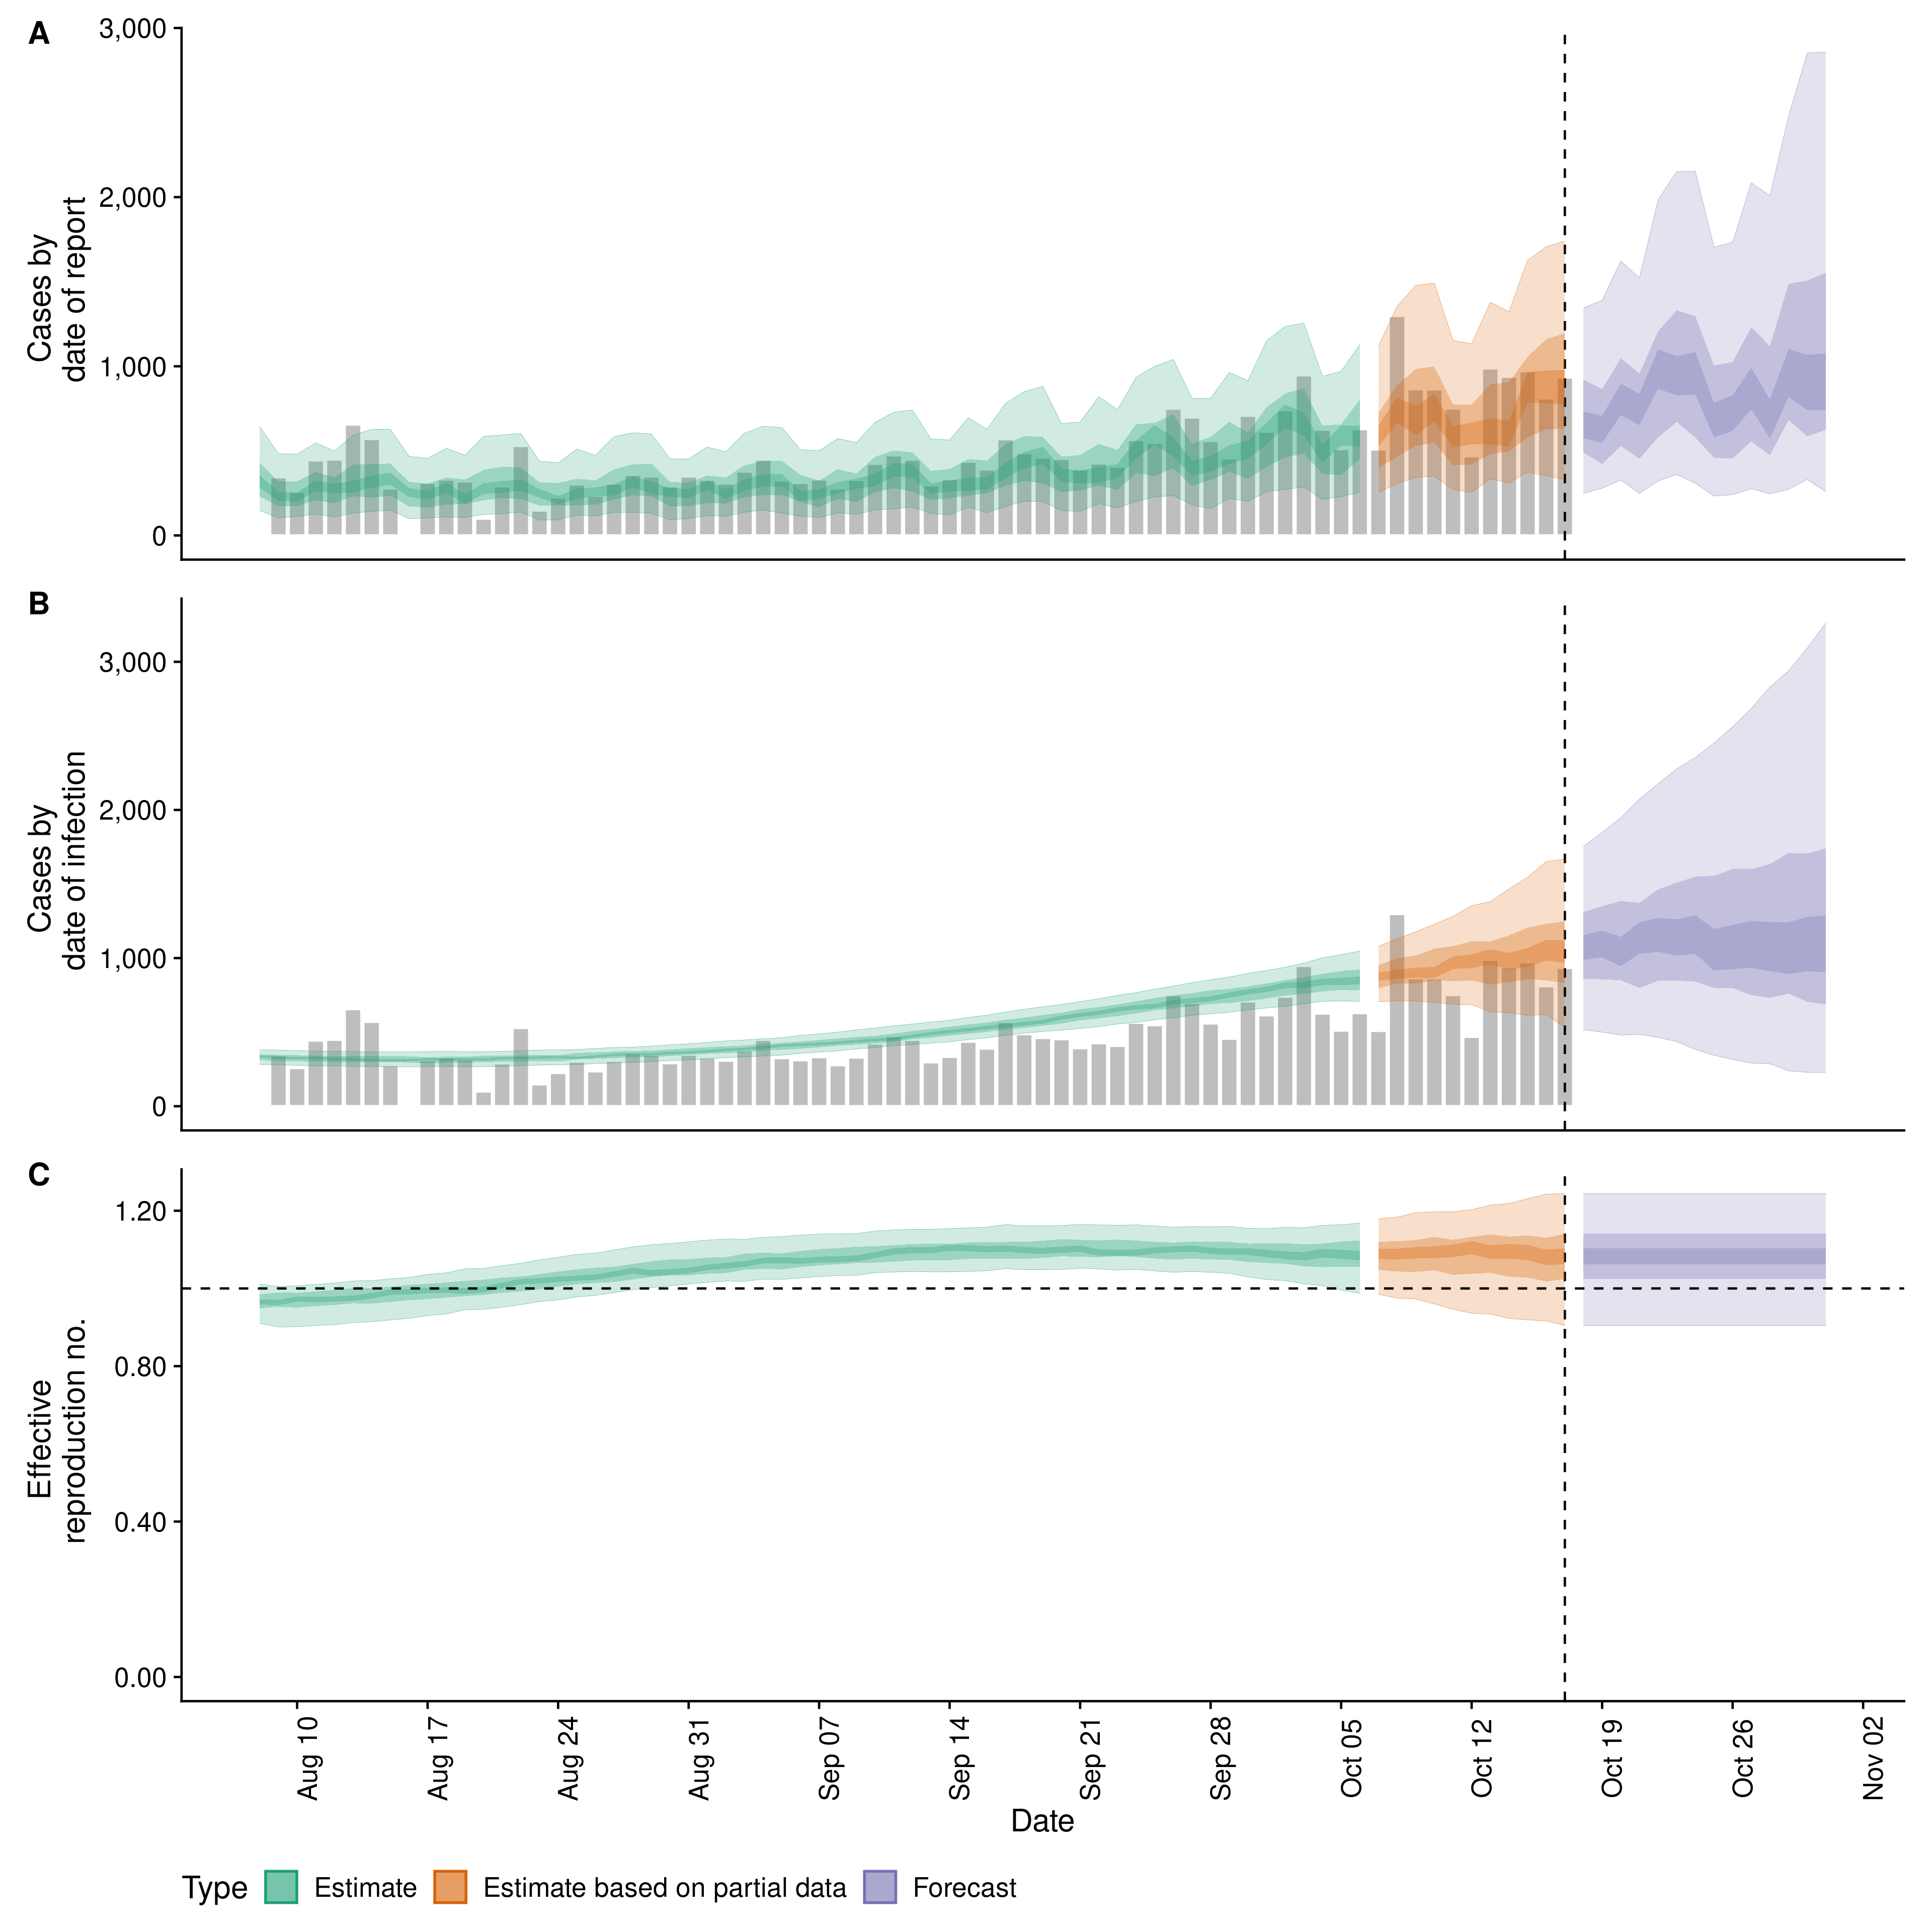 A
3,000
2,000
1,000
0
Cases by
date of report
B
3,000
2,000
1,000
0
Cases by
date of infection
C
1.20
0.80
0.40
0.00
Effective
reproduction no.
Aug 10
Aug 17
Aug 24
Aug 31
Sep 07
Sep 14
Sep 21
Sep 28
Oct 05
Oct 12
Oct 19
Oct 26
Nov 02
Date
Type Estimate Estimate based on partial data Forecast